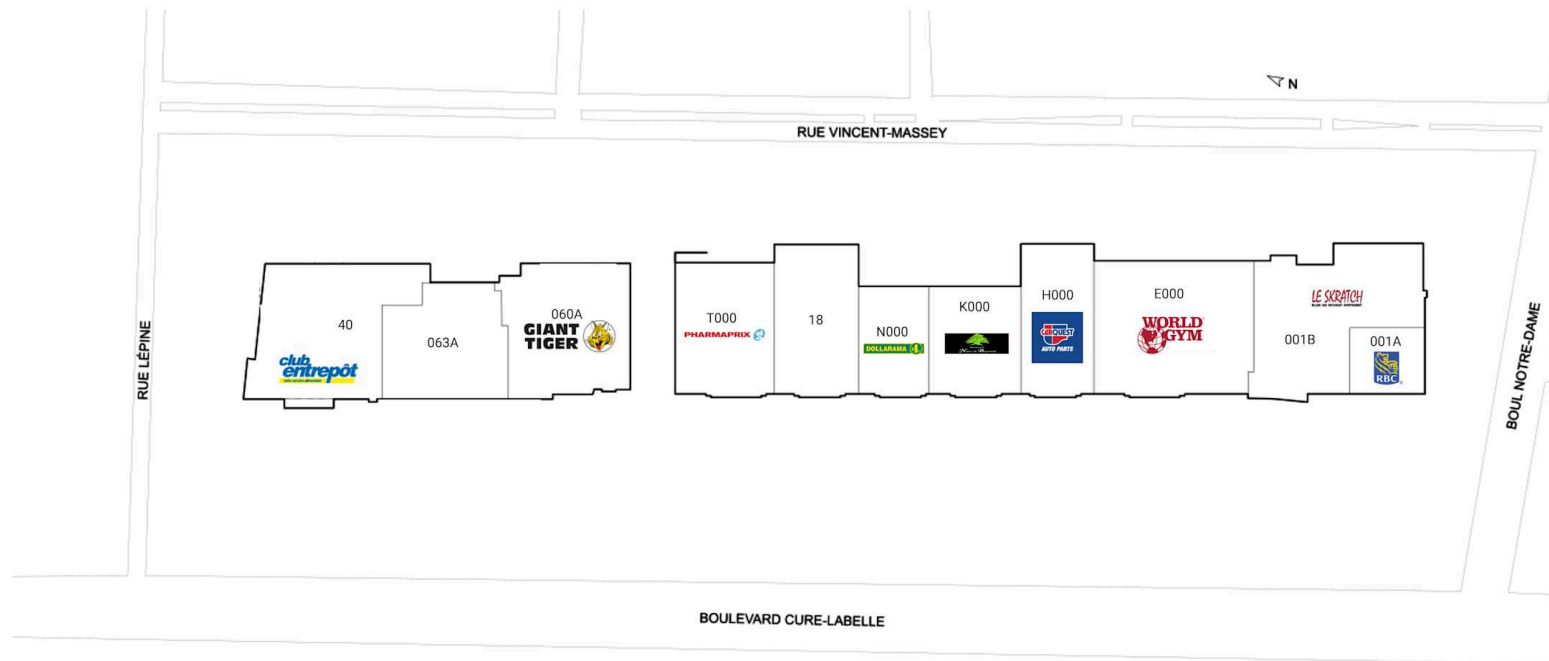 N
RUE VINCENT-MASSEY
RUE LÉPINE
40
club
entrepôt
063A
060A
GIANT
TIGER
T000
PHARMAPRIX
18
N000
DOLLARAMA
K000
H000
CARQUEST
AUTO PARTS
E000
WORLD
GYM
LE SKRATCH
001B
001A
RBC
BOUL NOTRE-DAME
BOULEVARD CURE-LABELLE